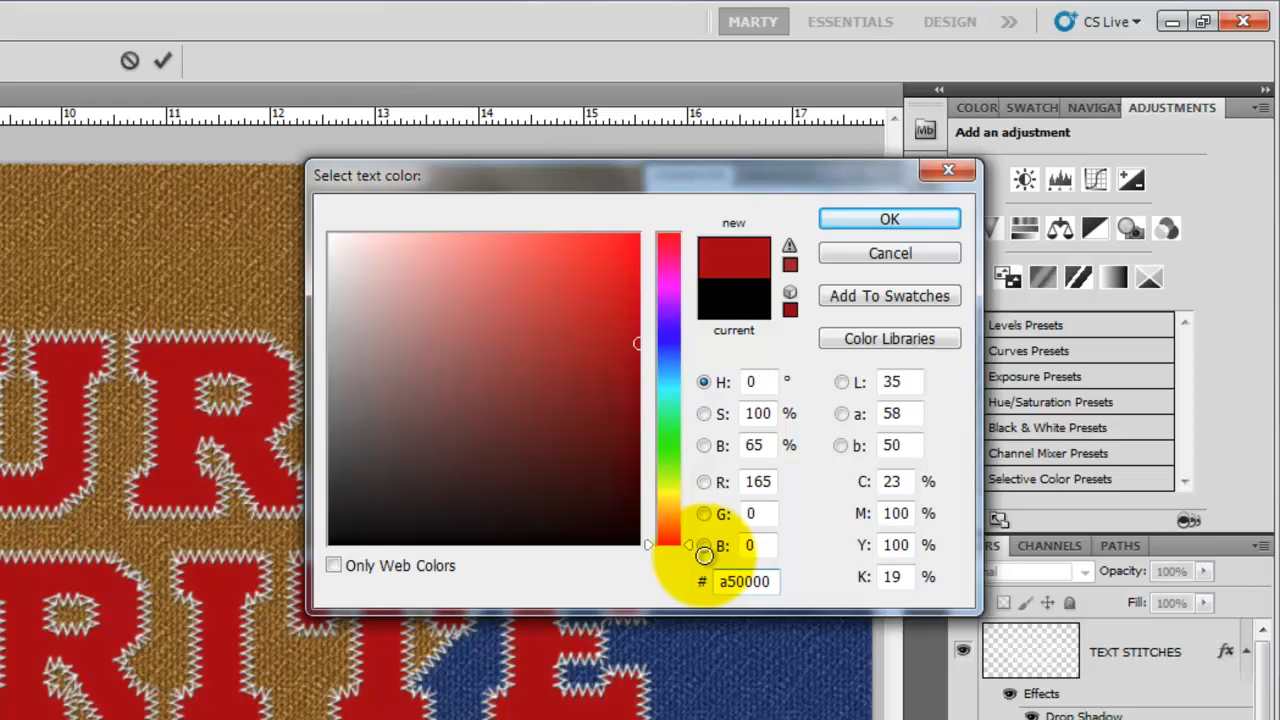 MARTY ESSENTIALS DESIGN CS Live
10 11 12 13 14 15 16 17
COLOR SWATCH NAVIGAT ADJUSTMENTS
Mb
Add an adjustment
Select text color:
new
current
OK
Cancel
Add To Swatches
Color Libraries
H: 0 ° L: 35
S: 100 % a: 58
B: 65 % b: 50
R: 165 C: 23 %
G: 0 M: 100 %
B: 0 Y: 100 %
# a50000 K: 19 %
Only Web Colors
Levels Presets
Curves Presets
Exposure Presets
Hue/Saturation Presets
Black & White Presets
Channel Mixer Presets
Selective Color Presets
RS CHANNELS PATHS
Opacity: 100%
Fill: 100%
TEXT STITCHES fx
Effects
Drop Shadow
UR